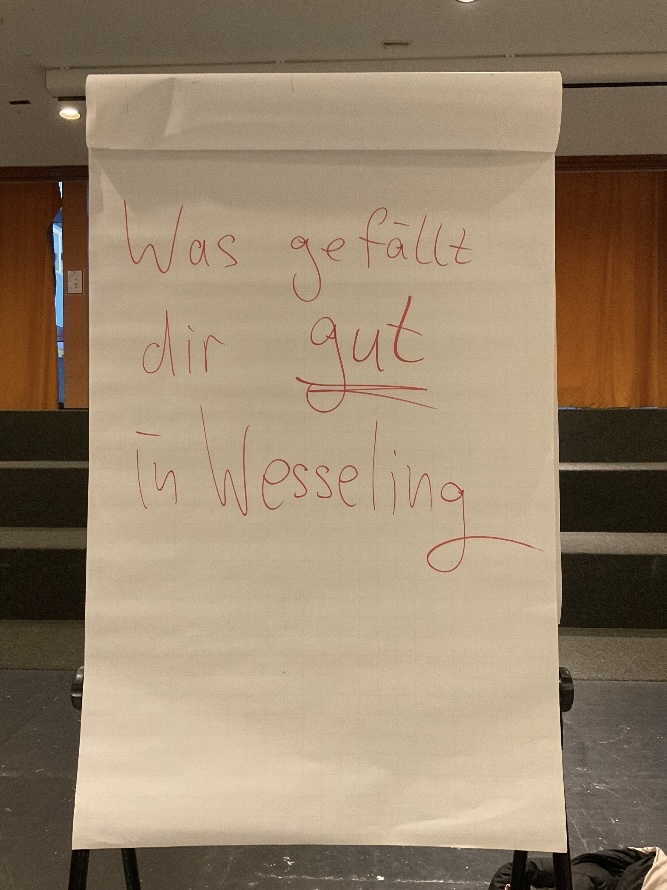 Was gefällt
dir gut
in Wesseling